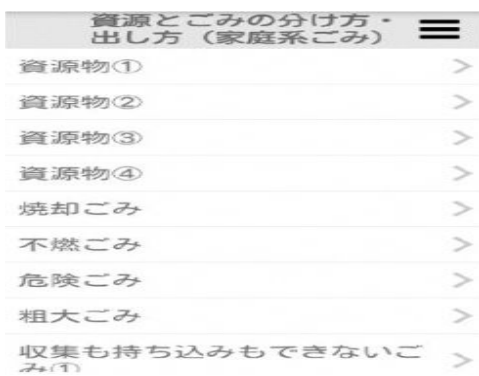 資源とごみの分け方・
出し方（家庭系ごみ）
資源物①
資源物②
資源物③
資源物④
焼却ごみ
不燃ごみ
危険ごみ
粗大ごみ
収集も持ち込みもできないご
み①